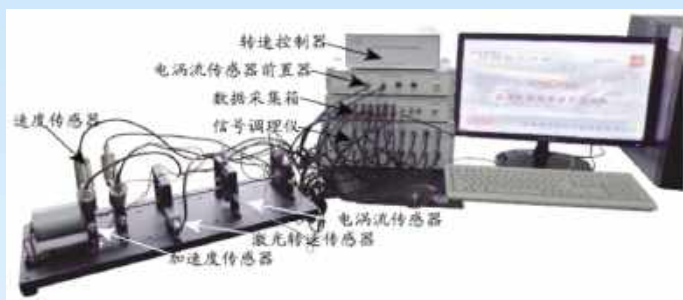 转速控制器
电涡流传感器前置器
数据采集箱
信号调理仪
速度传感器
电涡流传感器
激光转速传感器
加速度传感器